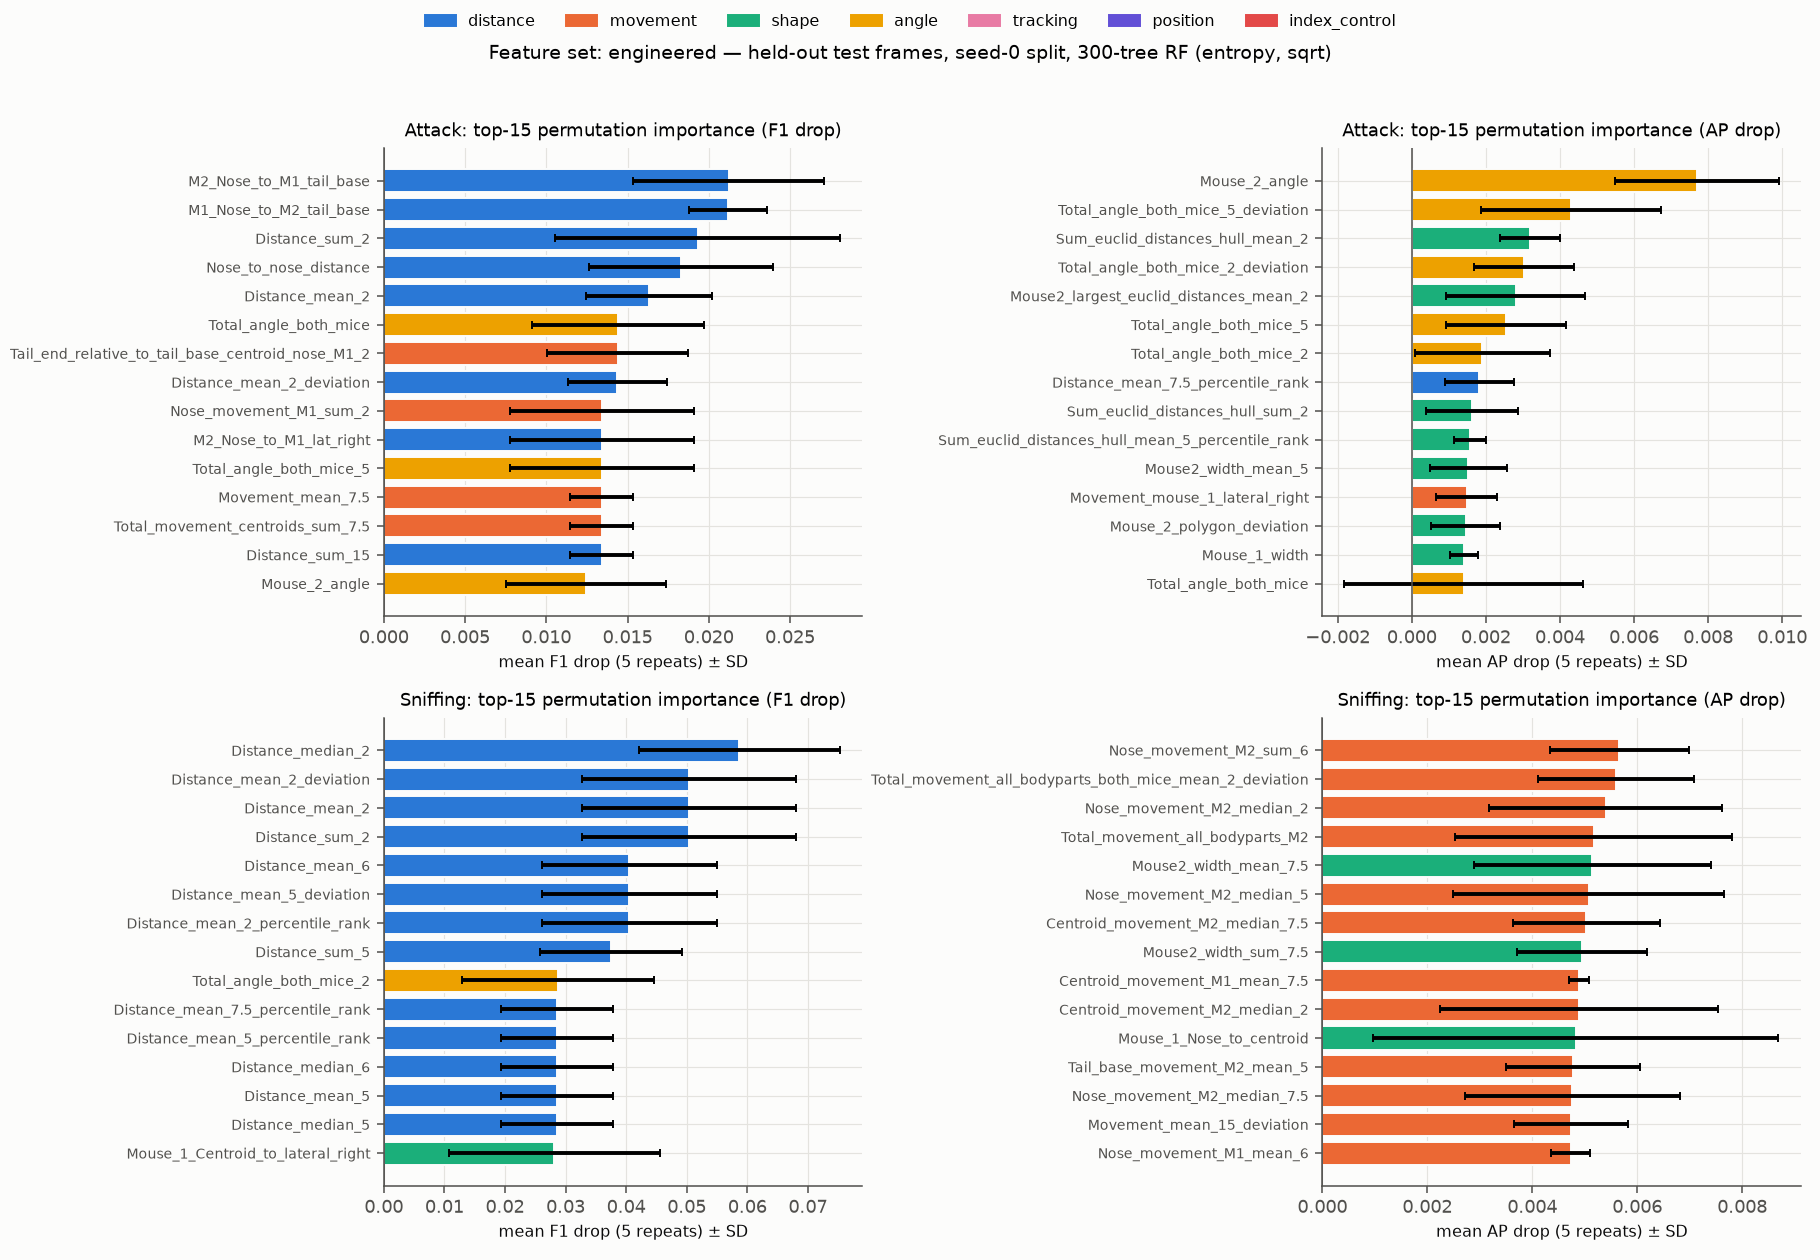 distance movement shape angle tracking position index_control
Feature set: engineered — held-out test frames, seed-0 split, 300-tree RF (entropy, sqrt)
Attack: top-15 permutation importance (F1 drop)
M2_Nose_to_M1_tail_base
M1_Nose_to_M2_tail_base
Distance_sum_2
Nose_to_nose_distance
Distance_mean_2
Total_angle_both_mice
Tail_end_relative_to_tail_base_centroid_nose_M1_2
Distance_mean_2_deviation
Nose_movement_M1_sum_2
M2_Nose_to_M1_lat_right
Total_angle_both_mice_5
Movement_mean_7.5
Total_movement_centroids_sum_7.5
Distance_sum_15
Mouse_2_angle
0.000 0.005 0.010 0.015 0.020 0.025
mean F1 drop (5 repeats) ± SD
Attack: top-15 permutation importance (AP drop)
Mouse_2_angle
Total_angle_both_mice_5_deviation
Sum_euclid_distances_hull_mean_2
Total_angle_both_mice_2_deviation
Mouse2_largest_euclid_distances_mean_2
Total_angle_both_mice_5
Total_angle_both_mice_2
Distance_mean_7.5_percentile_rank
Sum_euclid_distances_hull_sum_2
Sum_euclid_distances_hull_mean_5_percentile_rank
Mouse2_width_mean_5
Movement_mouse_1_lateral_right
Mouse_2_polygon_deviation
Mouse_1_width
Total_angle_both_mice
−0.002 0.000 0.002 0.004 0.006 0.008 0.010
mean AP drop (5 repeats) ± SD
Sniffing: top-15 permutation importance (F1 drop)
Distance_median_2
Distance_mean_2_deviation
Distance_mean_2
Distance_sum_2
Distance_mean_6
Distance_mean_5_deviation
Distance_mean_2_percentile_rank
Distance_sum_5
Total_angle_both_mice_2
Distance_mean_7.5_percentile_rank
Distance_mean_5_percentile_rank
Distance_median_6
Distance_mean_5
Distance_median_5
Mouse_1_Centroid_to_lateral_right
0.00 0.01 0.02 0.03 0.04 0.05 0.06 0.07
mean F1 drop (5 repeats) ± SD
Sniffing: top-15 permutation importance (AP drop)
Nose_movement_M2_sum_6
Total_movement_all_bodyparts_both_mice_mean_2_deviation
Nose_movement_M2_median_2
Total_movement_all_bodyparts_M2
Mouse2_width_mean_7.5
Nose_movement_M2_median_5
Centroid_movement_M2_median_7.5
Mouse2_width_sum_7.5
Centroid_movement_M1_mean_7.5
Centroid_movement_M2_median_2
Mouse_1_Nose_to_centroid
Tail_base_movement_M2_mean_5
Nose_movement_M2_median_7.5
Movement_mean_15_deviation
Nose_movement_M1_mean_6
0.000 0.002 0.004 0.006 0.008
mean AP drop (5 repeats) ± SD